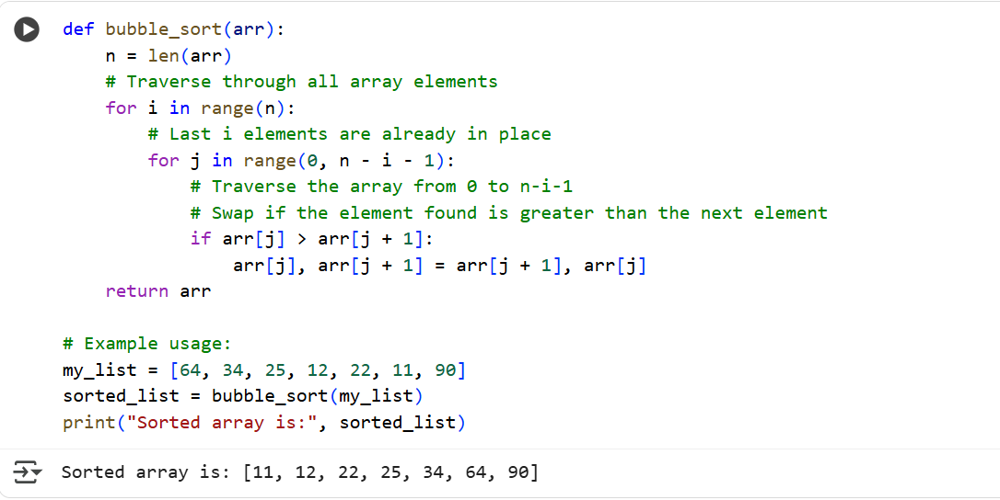 def bubble_sort(arr):
    n = len(arr)
    # Traverse through all array elements
    for i in range(n):
        # Last i elements are already in place
        for j in range(0, n - i - 1):
            # Traverse the array from 0 to n-i-1
            # Swap if the element found is greater than the next element
            if arr[j] > arr[j + 1]:
                arr[j], arr[j + 1] = arr[j + 1], arr[j]
    return arr

# Example usage:
my_list = [64, 34, 25, 12, 22, 11, 90]
sorted_list = bubble_sort(my_list)
print("Sorted array is:", sorted_list)
Sorted array is: [11, 12, 22, 25, 34, 64, 90]